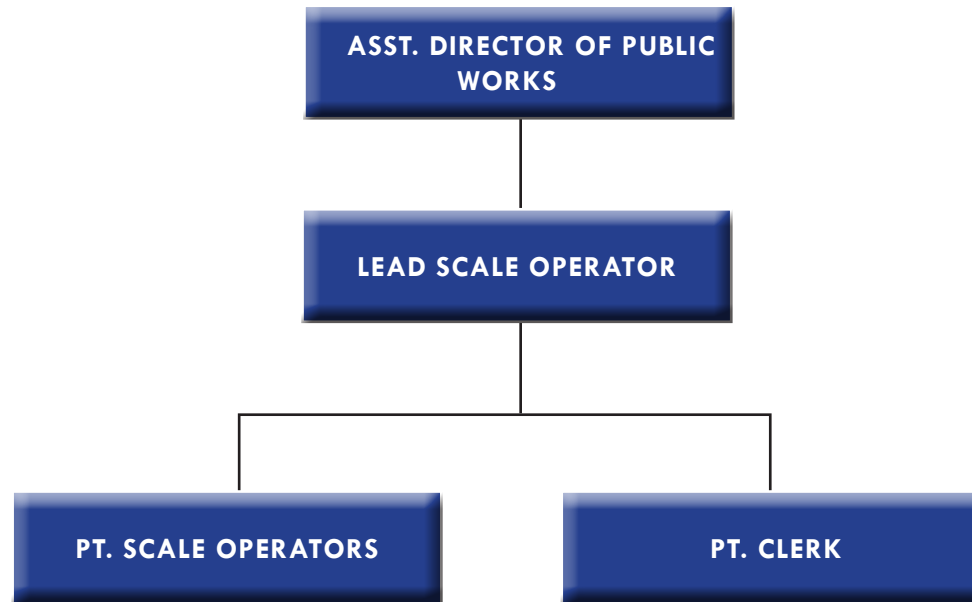 ASST. DIRECTOR OF PUBLIC
WORKS
LEAD SCALE OPERATOR
PT. SCALE OPERATORS
PT. CLERK